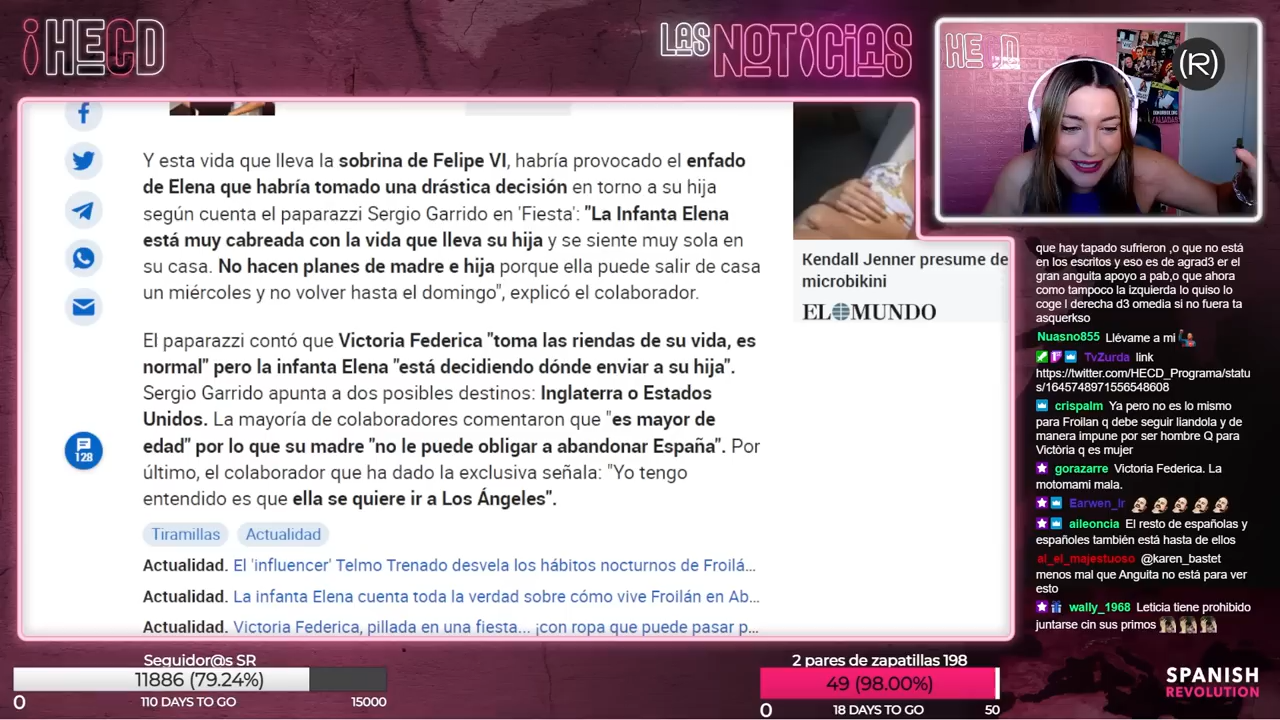 ¡HECD
LAS NOTICIAS
HE D
(R)
Y esta vida que lleva la sobrina de Felipe VI, habría provocado el enfado
de Elena que habría tomado una drástica decisión en torno a su hija
según cuenta el paparazzi Sergio Garrido en 'Fiesta': "La Infanta Elena
está muy cabreada con la vida que lleva su hija y se siente muy sola en
su casa. No hacen planes de madre e hija porque ella puede salir de casa
un miércoles y no volver hasta el domingo", explicó el colaborador.
El paparazzi contó que Victoria Federica "toma las riendas de su vida, es
normal" pero la infanta Elena "está decidiendo dónde enviar a su hija".
Sergio Garrido apunta a dos posibles destinos: Inglaterra o Estados
Unidos. La mayoría de colaboradores comentaron que "es mayor de
edad" por lo que su madre "no le puede obligar a abandonar España". Por
último, el colaborador que ha dado la exclusiva señala: "Yo tengo
entendido es que ella se quiere ir a Los Ángeles".
128
Tiramillas Actualidad
Actualidad. El 'influencer' Telmo Trenado desvela los hábitos nocturnos de Froilá...
Actualidad. La infanta Elena cuenta toda la verdad sobre cómo vive Froilán en Ab...
Actualidad. Victoria Federica, pillada en una fiesta... ¡con ropa que puede pasar p...
Kendall Jenner presume de
microbikini
EL MUNDO
que hay tapado sufrieron ,o que no está
en los escritos y eso es de agrad3 er el
gran anguita apoyo a pab,o que ahora
como tampoco la izquierda lo quiso lo
coge l derecha d3 omedia si no fuera ta
asquerkso
Nuasno855 Llévame a mi
TvZurda link
https://twitter.com/HECD_Programa/statu
s/1645748971556548608
crispalm Ya pero no es lo mismo
para Froilan q debe seguir liandola y de
manera impune por ser hombre Q para
Victòria q es mujer
gorazarre Victoria Federica. La
motomami mala.
Earwen_Ir
aileoncia El resto de españolas y
españoles también está hasta de ellos
al_el_majestuoso @karen_bastet
menos mal que Anguita no está para ver
esto
wally_1968 Leticia tiene prohibido
juntarse cin sus primos
Seguidor@s SR
11886 (79.24%)
0 110 DAYS TO GO 15000
2 pares de zapatillas 198
49 (98.00%)
0 18 DAYS TO GO 50
SPANISH
REVOLUTION